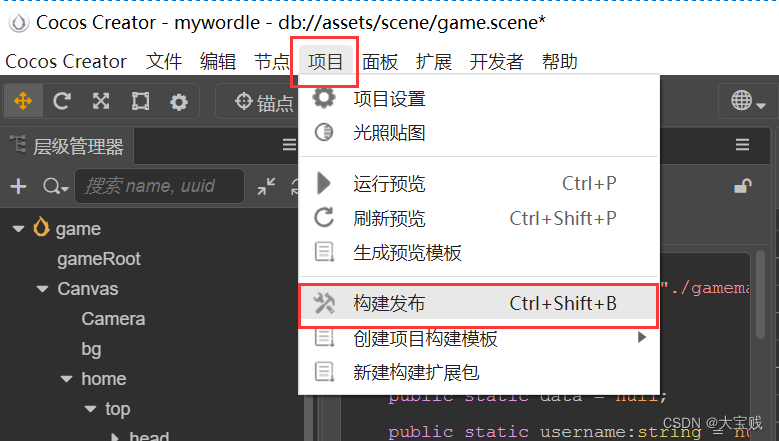 Cocos Creator - mywordle - db://assets/scene/game.scene*
Cocos Creator 文件 编辑 节点 项目 面板 扩展 开发者 帮助
锚点
项目设置
光照贴图
层级管理器
搜索 name, uuid
运行预览 Ctrl+P
刷新预览 Ctrl+Shift+P
生成预览模板
构建发布 Ctrl+Shift+B
创建项目构建模板
新建构建扩展包
game
gameRoot
Canvas
Camera
bg
home
top
head
"./gamema
public static data = null;
public static username:string = nu
CSDN @大宝贱